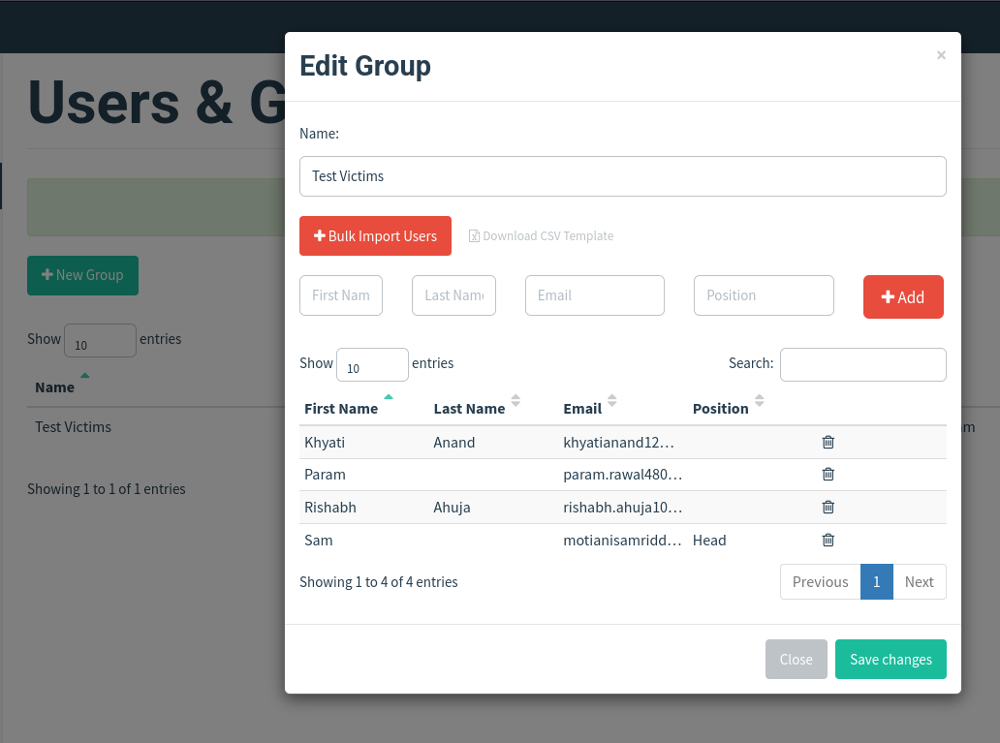 Edit Group
×
Users & G
Name:
Test Victims
Bulk Import Users Download CSV Template
New Group
First Nam Last Name Email Position Add
Show 10 entries
Show 10 entries Search:
Name
First Name Last Name Email Position
Test Victims
Khyati Anand khyatianand12...
Param param.rawal480...
Rishabh Ahuja rishabh.ahuja10...
Sam motianisamridd... Head
Showing 1 to 1 of 1 entries
Showing 1 to 4 of 4 entries Previous 1 Next
Close Save changes